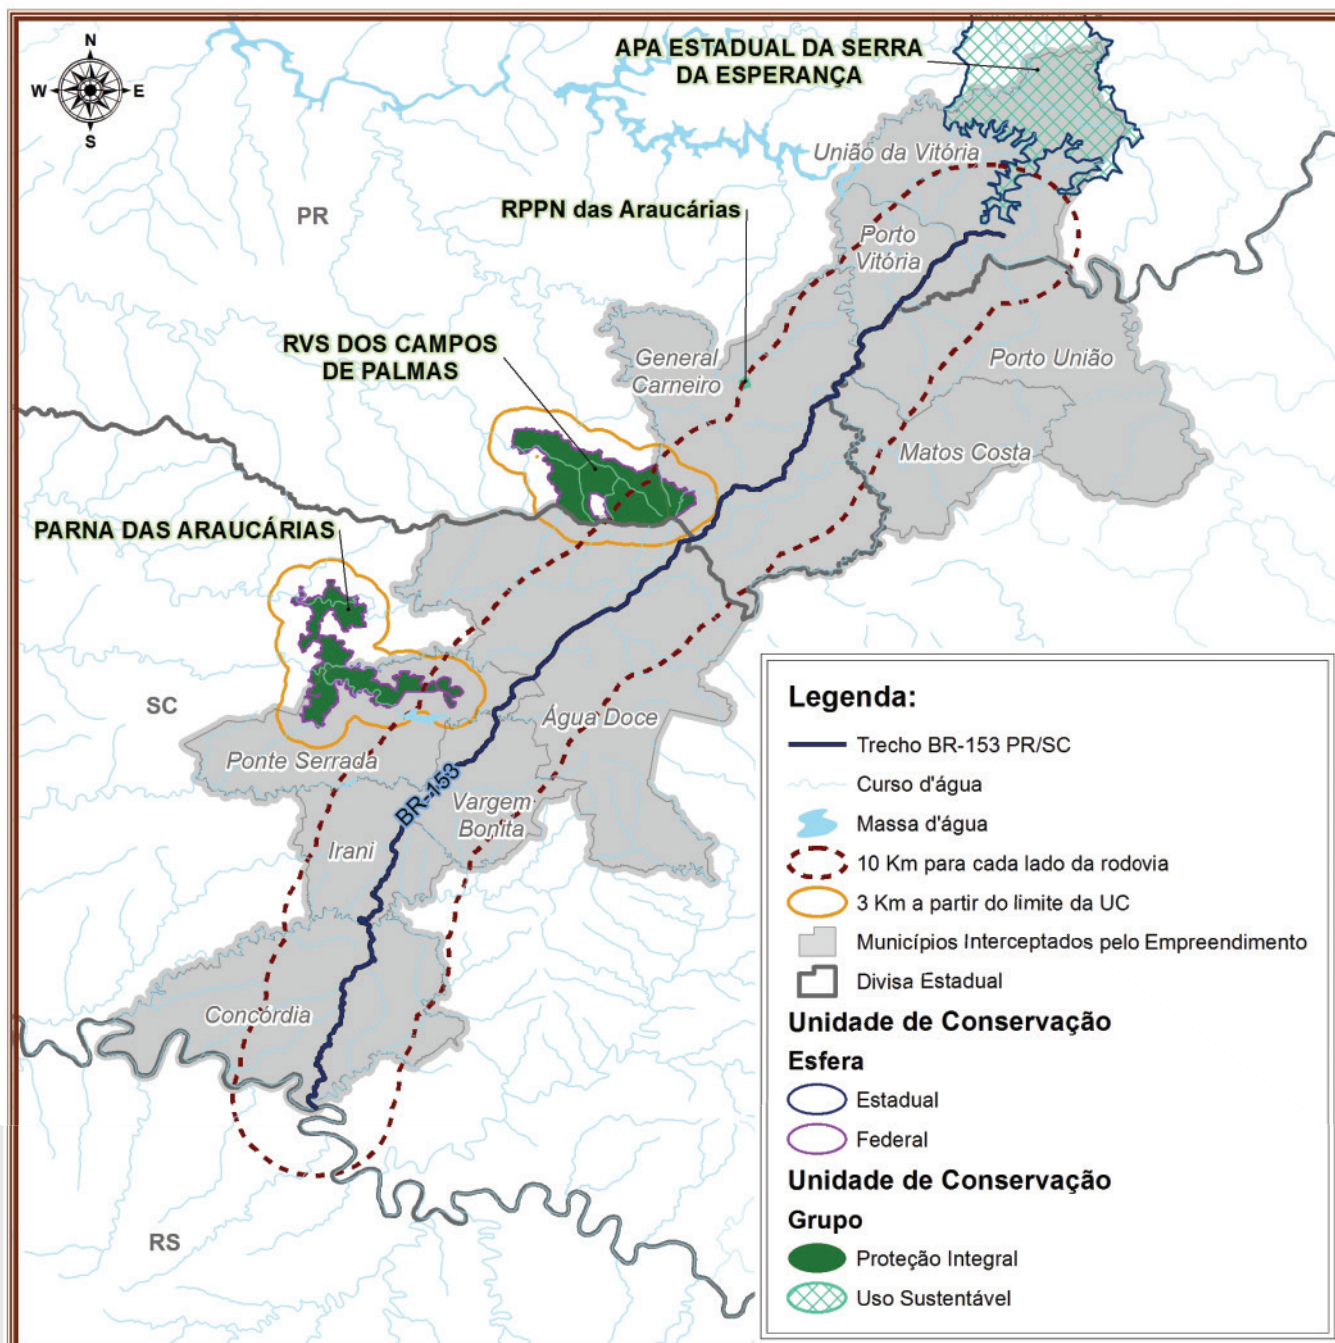 N
W
E
S
APA ESTADUAL DA SERRA
DA ESPERANÇA
União da Vitória
RPPN das Araucárias
PR
Porto
Vitória
RVS DOS CAMPOS
DE PALMAS
General
Carneiro
Porto União
Matos Costa
PARNA DAS ARAUCÁRIAS
SC
Água Doce
Ponte Serrada
BR-153
Vargem
Bonita
Irani
Concórdia
RS
Legenda:
Trecho BR-153 PR/SC
Curso d'água
Massa d'água
10 Km para cada lado da rodovia
3 Km a partir do limite da UC
Municípios Interceptados pelo Empreendimento
Divisa Estadual
Unidade de Conservação
Esfera
Estadual
Federal
Unidade de Conservação
Grupo
Proteção Integral
Uso Sustentável